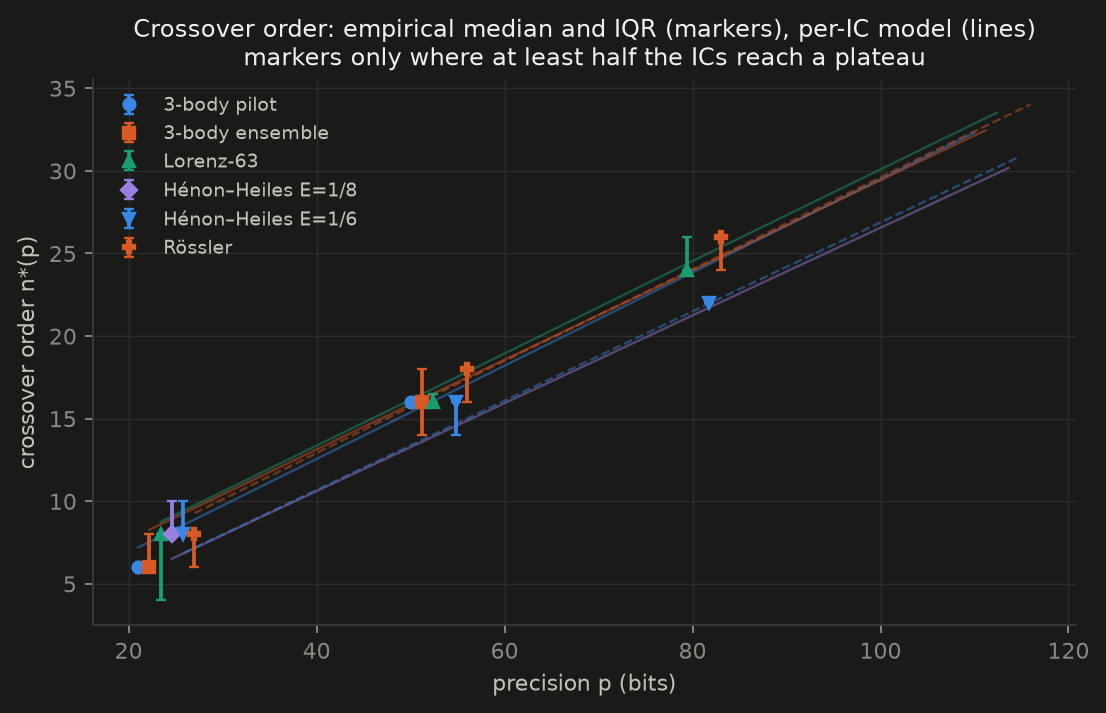 Crossover order: empirical median and IQR (markers), per-IC model (lines)
markers only where at least half the ICs reach a plateau
3-body pilot
3-body ensemble
Lorenz-63
Hénon–Heiles E=1/8
Hénon–Heiles E=1/6
Rössler
crossover order n*(p)
35
30
25
20
15
10
5
20
40
60
80
100
120
precision p (bits)